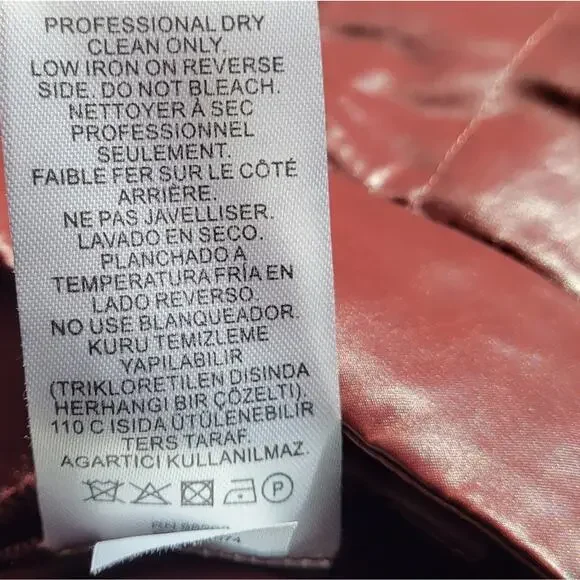 PROFESSIONAL DRY
CLEAN ONLY.
LOW IRON ON REVERSE
SIDE. DO NOT BLEACH.
NETTOYER À SEC
PROFESSIONNEL
SEULEMENT.
FAIBLE FER SUR LE CÔTÉ
ARRIÈRE.
NE PAS JAVELLISER.
LAVADO EN SECO.
PLANCHADO A
TEMPERATURA FRÍA EN
LADO REVERSO.
NO USE BLANQUEADOR.
KURU TEMIZLEME
YAPILABILIR
(TRIKLORETILEN DISINDA
HERHANGI BIR ÇÖZELTI).
110 C ISIDA ÜTÜLENEBILIR
TERS TARAF.
AGARTICI KULLANILMAZ.
P